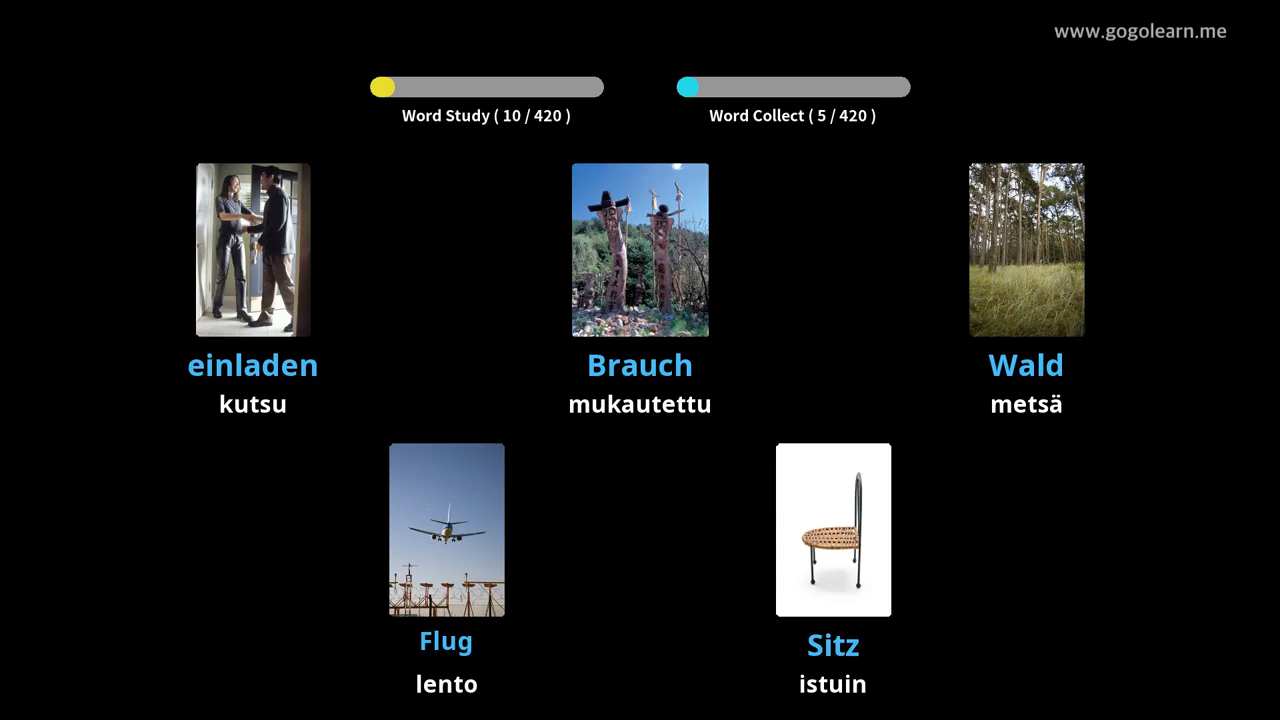 www.gogolearn.me
Word Study ( 10 / 420 )
Word Collect ( 5 / 420 )
einladen
kutsu
Brauch
mukautettu
Wald
metsä
Flug
lento
Sitz
istuin